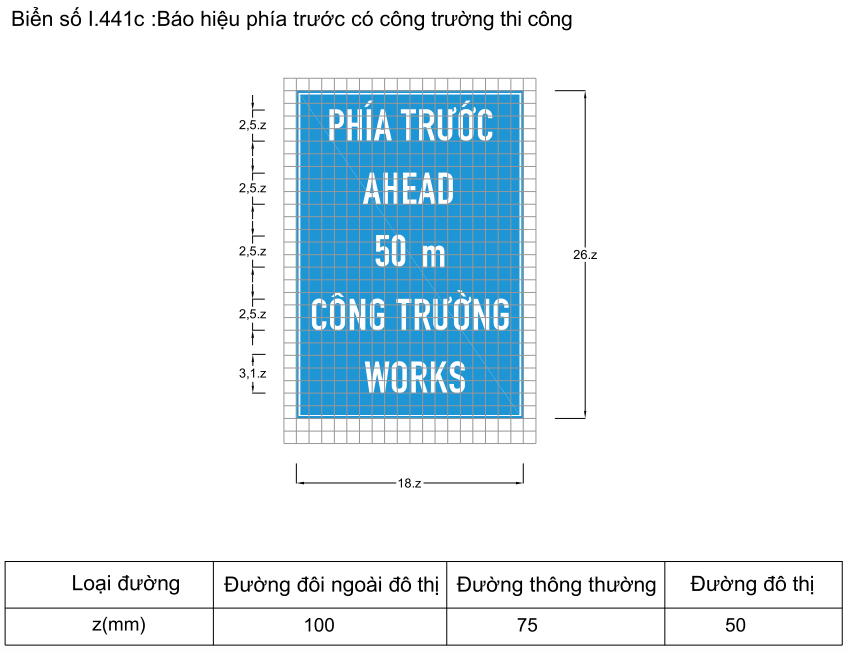 Biển số I.441c :Báo hiệu phía trước có công trường thi công
2,5.z
PHÍA TRƯỚC
2,5.z
AHEAD
2,5.z
50 m
26.z
2,5.z
CÔNG TRƯỜNG
3,1.z
WORKS
18.z
Loại đường Đường đôi ngoài đô thị Đường thông thường Đường đô thị
z(mm) 100 75 50